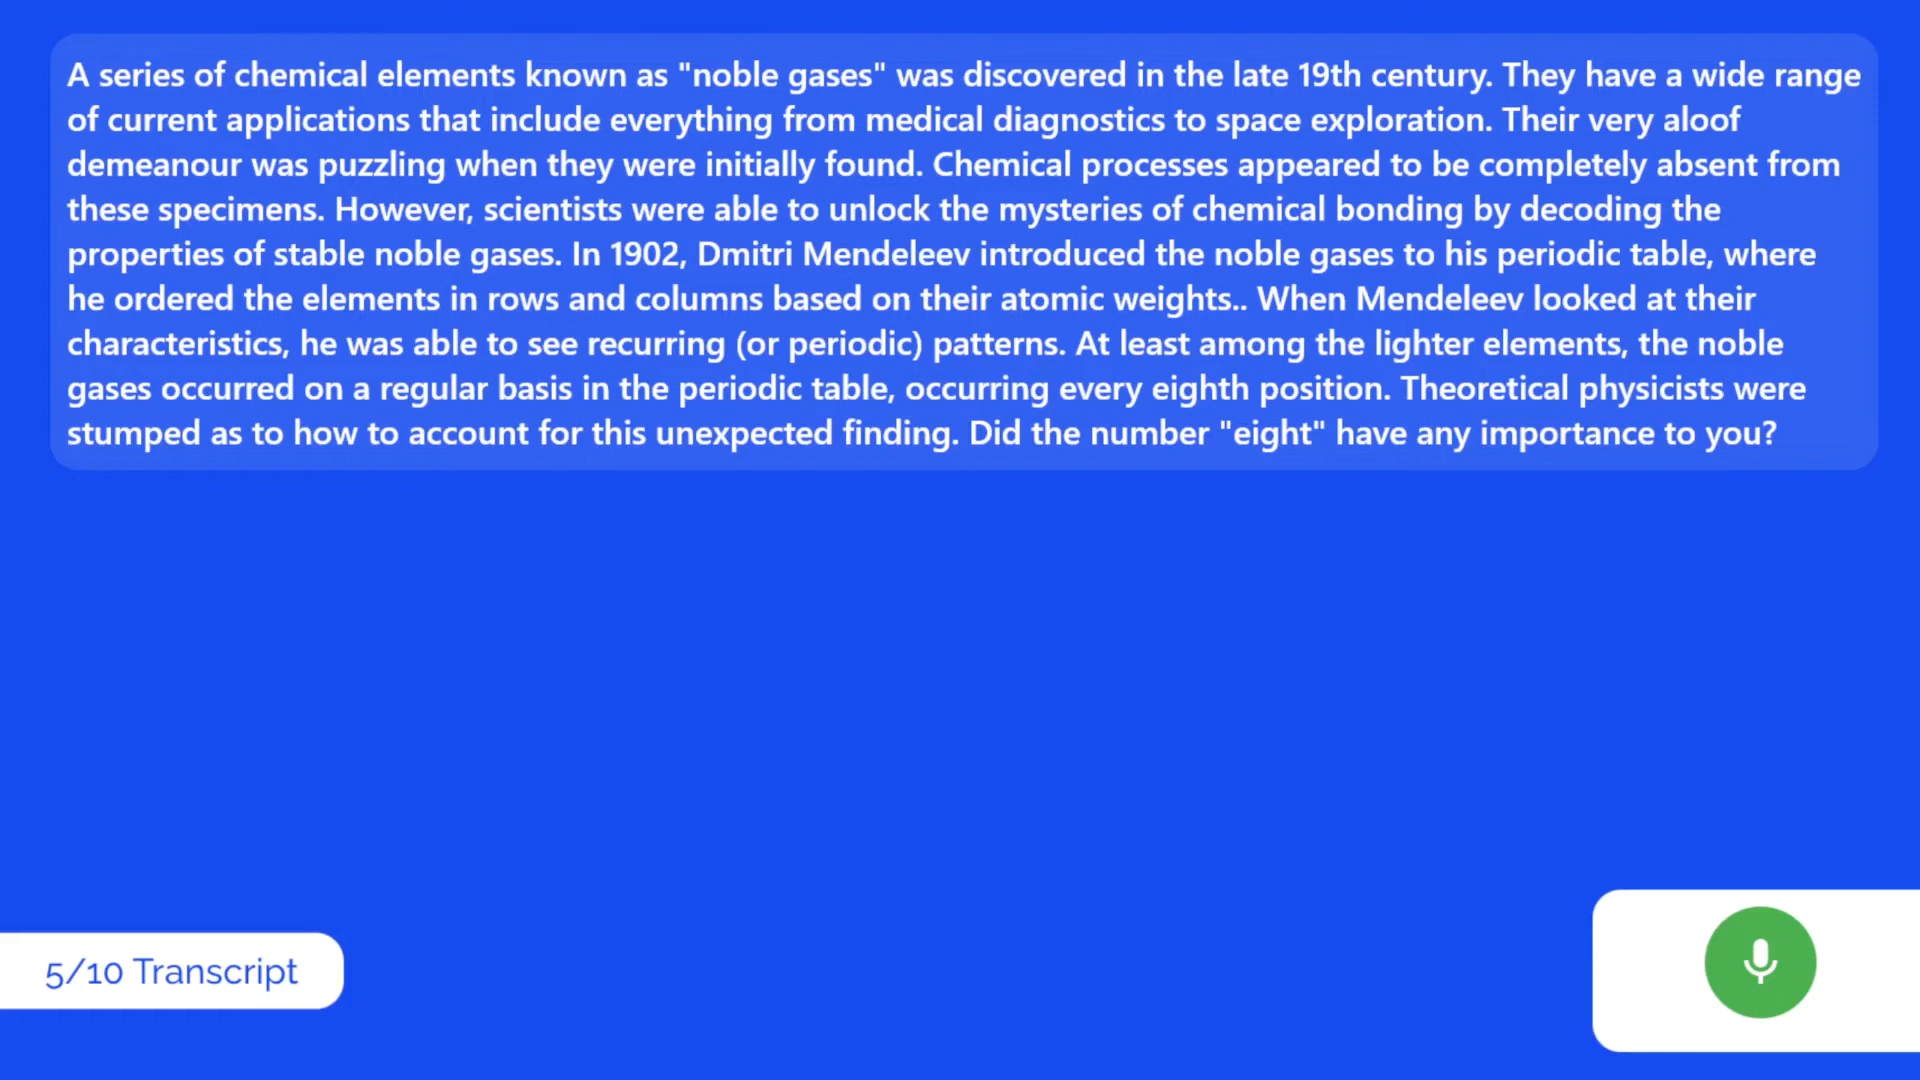 A series of chemical elements known as "noble gases" was discovered in the late 19th century. They have a wide range
of current applications that include everything from medical diagnostics to space exploration. Their very aloof
demeanour was puzzling when they were initially found. Chemical processes appeared to be completely absent from
these specimens. However, scientists were able to unlock the mysteries of chemical bonding by decoding the
properties of stable noble gases. In 1902, Dmitri Mendeleev introduced the noble gases to his periodic table, where
he ordered the elements in rows and columns based on their atomic weights.. When Mendeleev looked at their
characteristics, he was able to see recurring (or periodic) patterns. At least among the lighter elements, the noble
gases occurred on a regular basis in the periodic table, occurring every eighth position. Theoretical physicists were
stumped as to how to account for this unexpected finding. Did the number "eight" have any importance to you?
5/10 Transcript